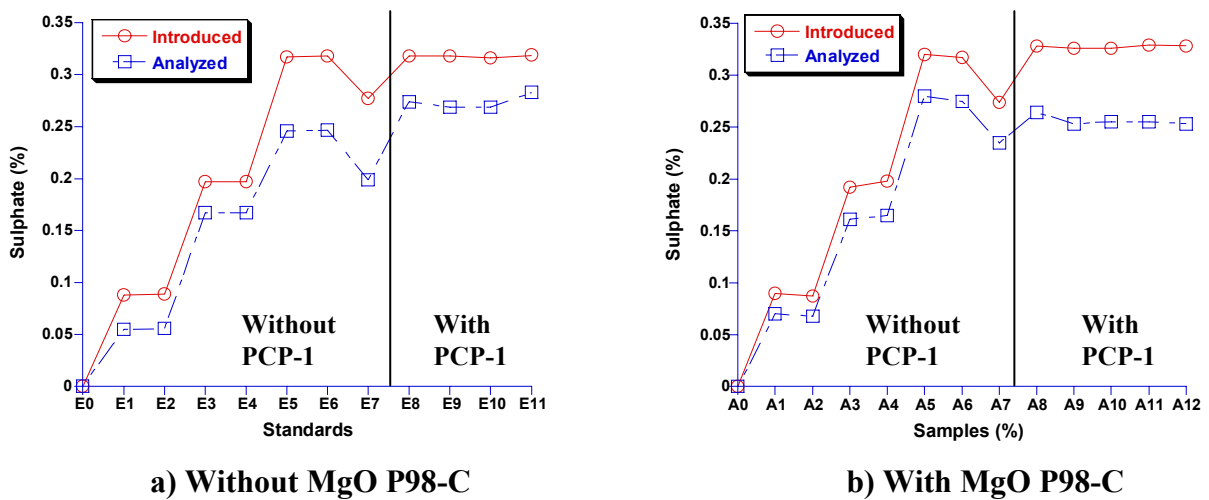 0.35
0.3
0.25
0.2
0.15
0.1
0.05
0
Sulphate (%)
Introduced
Analyzed
Without
PCP-1
With
PCP-1
E0 E1 E2 E3 E4 E5 E6 E7 E8 E9 E10 E11
Standards
a) Without MgO P98-C
0.35
0.3
0.25
0.2
0.15
0.1
0.05
0
Sulphate (%)
Introduced
Analyzed
Without
PCP-1
With
PCP-1
A0 A1 A2 A3 A4 A5 A6 A7 A8 A9 A10 A11 A12
Samples (%)
b) With MgO P98-C